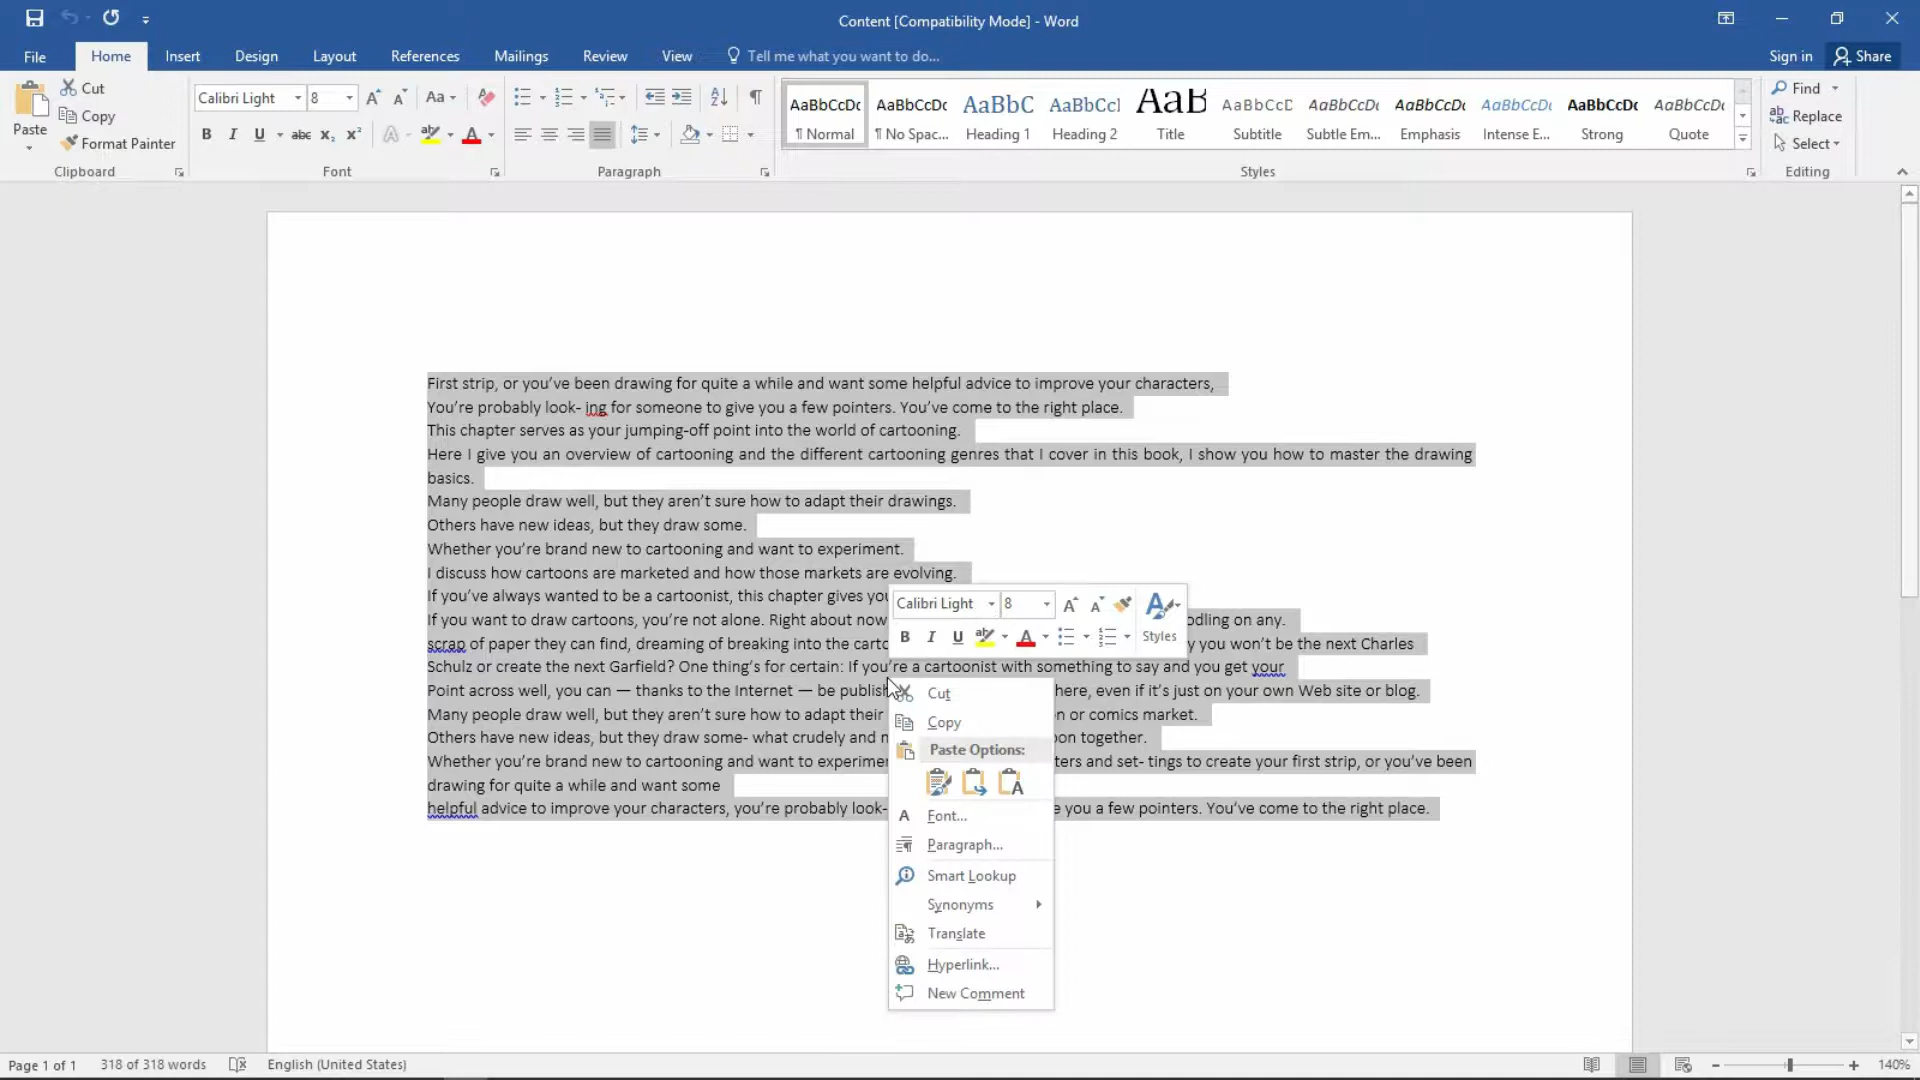 Content [Compatibility Mode] - Word
File Home Insert Design Layout References Mailings Review View Tell me what you want to do... Sign in Share
Paste
Cut
Copy
Format Painter
Clipboard
Calibri Light 8
Font
Paragraph
AaBbCcDc AaBbCcDc AaBbC AaBbCcl AaB AaBbCcD AaBbCcDc AaBbCcDc AaBbCcDc AaBbCcDc AaBbCcDc
¶ Normal ¶ No Spac... Heading 1 Heading 2 Title Subtitle Subtle Em... Emphasis Intense E... Strong Quote
Styles
Find
Replace
Select
Editing
First strip, or you’ve been drawing for quite a while and want some helpful advice to improve your characters,
You’re probably look- ing for someone to give you a few pointers. You’ve come to the right place.
This chapter serves as your jumping-off point into the world of cartooning.
Here I give you an overview of cartooning and the different cartooning genres that I cover in this book, I show you how to master the drawing
basics.
Many people draw well, but they aren’t sure how to adapt their drawings.
Others have new ideas, but they draw some.
Whether you’re brand new to cartooning and want to experiment.
I discuss how cartoons are marketed and how those markets are evolving.
If you’ve always wanted to be a cartoonist, this chapter gives
If you want to draw cartoons, you’re not alone. Right about now on any.
scrap of paper they can find, dreaming of breaking into the you won’t be the next Charles
Schulz or create the next Garfield? One thing’s for certain: If you’re a cartoonist with something to say and you get your
Point across well, you can — thanks to the Internet — be even if it’s just on your own Web site or blog.
Many people draw well, but they aren’t sure how to adapt their or comics market.
Others have new ideas, but they draw some- what crudely and together.
Whether you’re brand new to cartooning and want to and set- tings to create your first strip, or you’ve been
drawing for quite a while and want some
helpful advice to improve your characters, you’re probably look- you a few pointers. You’ve come to the right place.
Calibri Light 8
Styles
Cut
Copy
Paste Options:
Font...
Paragraph...
Smart Lookup
Synonyms
Translate
Hyperlink...
New Comment
Page 1 of 1 318 of 318 words English (United States) 140%